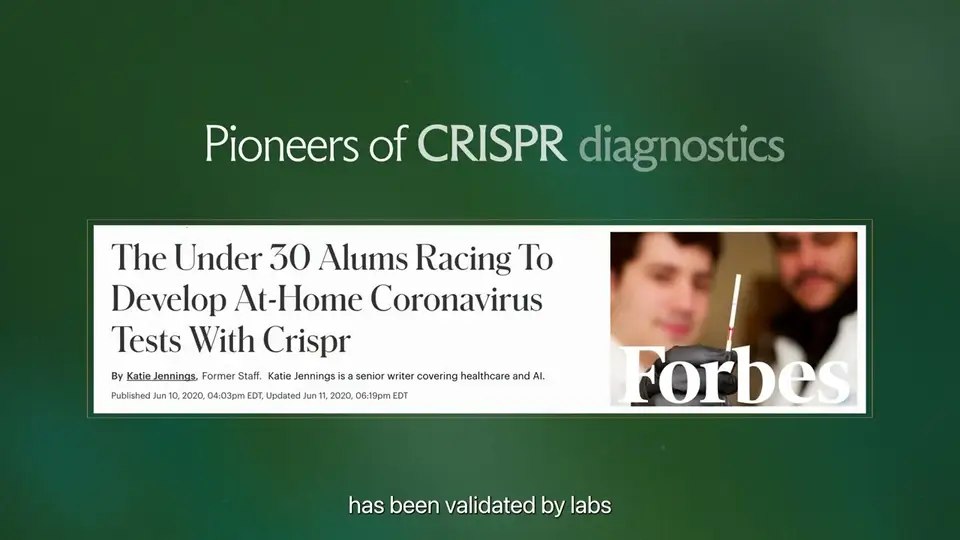 Pioneers of CRISPR diagnostics
The Under 30 Alums Racing To
Develop At-Home Coronavirus
Tests With Crispr
By Katie Jennings, Former Staff. Katie Jennings is a senior writer covering healthcare and AI.
Published Jun 10, 2020, 04:03pm EDT, Updated Jun 11, 2020, 06:19pm EDT
Forbes
has been validated by labs